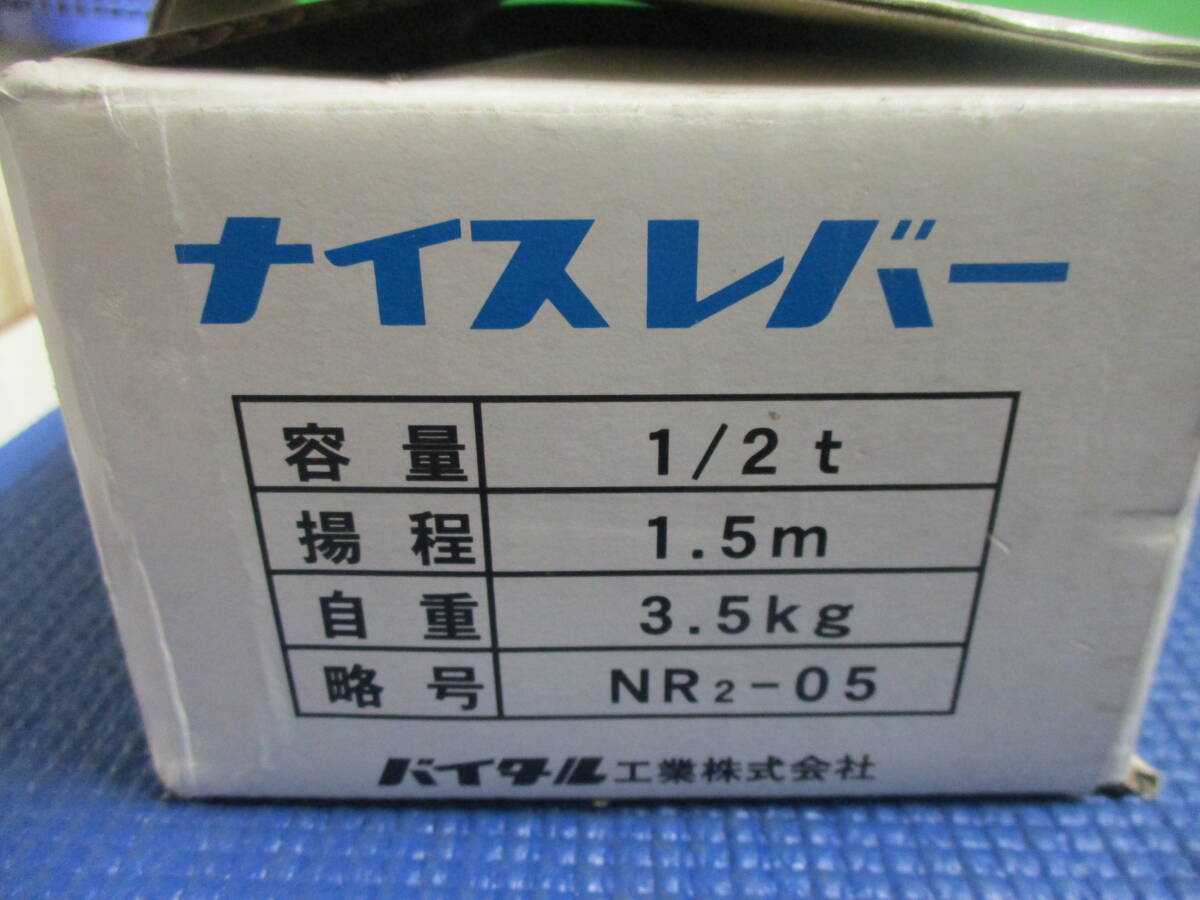 ナイスレバー
容量 1/2t
揚程 1.5m
自重 3.5kg
略号 NR2-05
バイタル工業株式会社